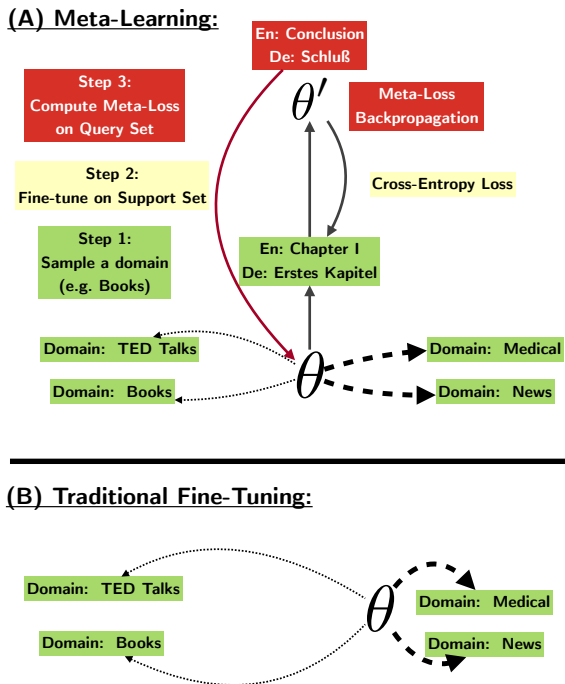 (A) Meta-Learning:
En: Conclusion
De: Schluß
Step 3:
Compute Meta-Loss
on Query Set
θ′
Meta-Loss
Backpropagation
Step 2:
Fine-tune on Support Set
Cross-Entropy Loss
Step 1:
Sample a domain
(e.g. Books)
En: Chapter I
De: Erstes Kapitel
Domain: TED Talks
Domain: Medical
θ
Domain: Books
Domain: News
(B) Traditional Fine-Tuning:
Domain: TED Talks
θ
Domain: Medical
Domain: Books
Domain: News